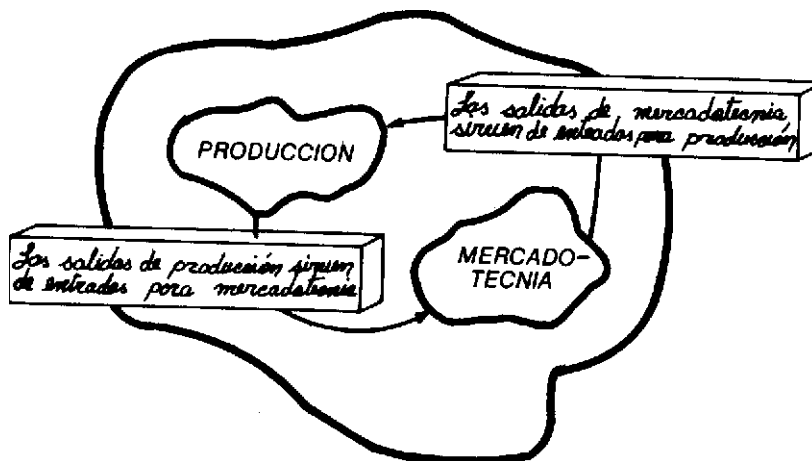 Las salidas de mercadotecnia
sirven de entradas para producción
PRODUCCION
Las salidas de producción sirven
de entradas para mercadotecnia
MERCADO-
TECNIA